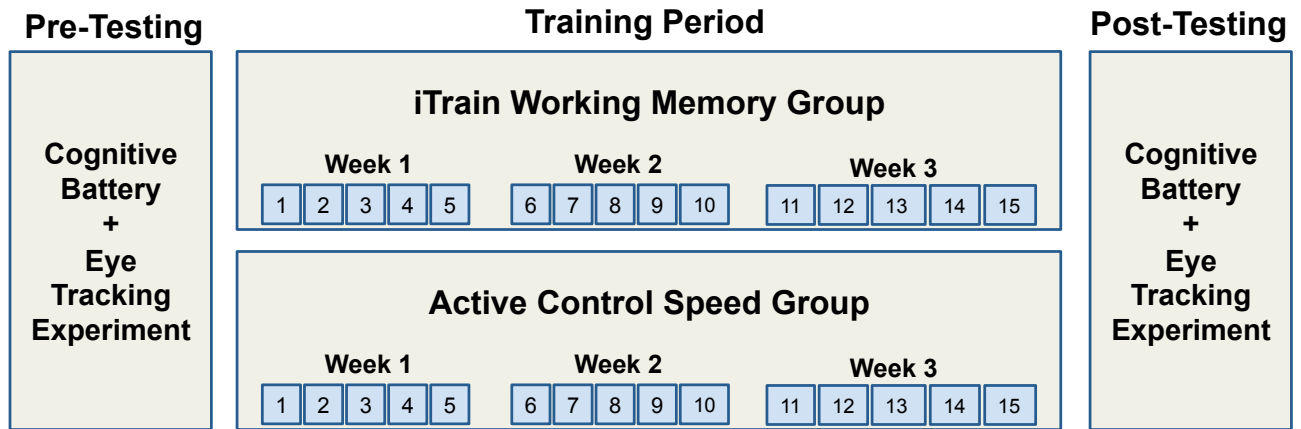 Pre-Testing
Training Period
Post-Testing
Cognitive
Battery
+
Eye
Tracking
Experiment
iTrain Working Memory Group
Week 1
Week 2
Week 3
1 2 3 4 5
6 7 8 9 10
11 12 13 14 15
Active Control Speed Group
Week 1
Week 2
Week 3
1 2 3 4 5
6 7 8 9 10
11 12 13 14 15
Cognitive
Battery
+
Eye
Tracking
Experiment